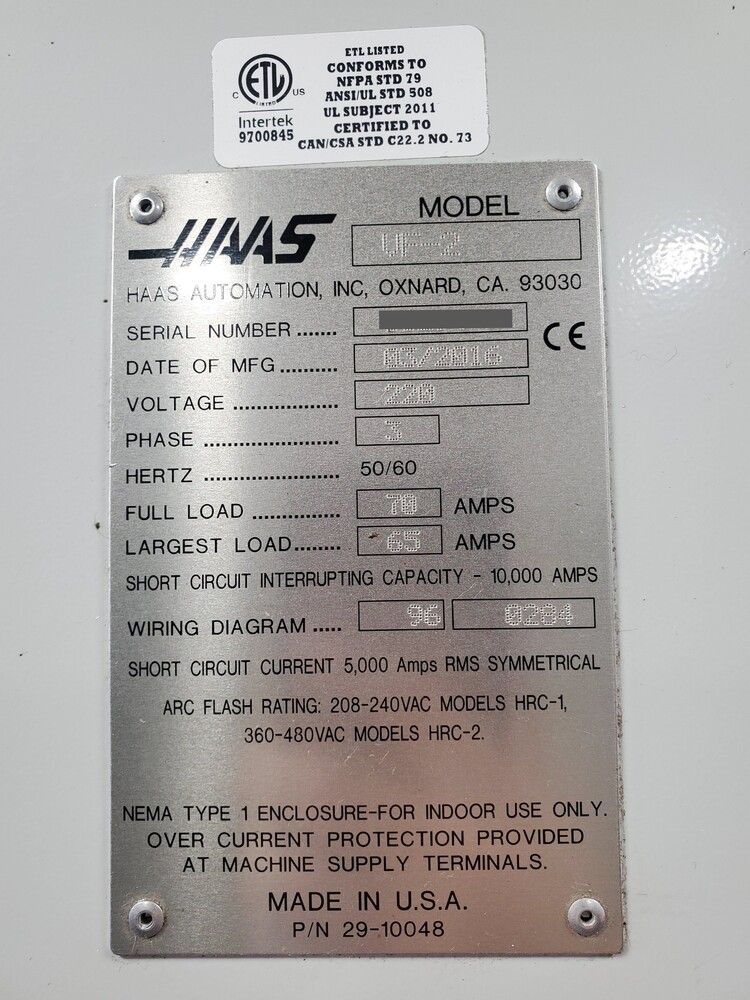 ETL LISTED
CONFORMS TO
NFPA STD 79
ANSI/UL STD 508
UL SUBJECT 2011
CERTIFIED TO
CAN/CSA STD C22.2 NO. 73
C ETL US
LISTED
Intertek
9700845
HAAS
MODEL
VF-2
HAAS AUTOMATION, INC, OXNARD, CA. 93030
SERIAL NUMBER .......
CE
DATE OF MFG.......... 03/2016
VOLTAGE .................. 220
PHASE ....................... 3
HERTZ ....................... 50/60
FULL LOAD ............... 70 AMPS
LARGEST LOAD........ 65 AMPS
SHORT CIRCUIT INTERRUPTING CAPACITY - 10,000 AMPS
WIRING DIAGRAM ..... 96 0284
SHORT CIRCUIT CURRENT 5,000 Amps RMS SYMMETRICAL
ARC FLASH RATING: 208-240VAC MODELS HRC-1,
360-480VAC MODELS HRC-2.
NEMA TYPE 1 ENCLOSURE-FOR INDOOR USE ONLY.
OVER CURRENT PROTECTION PROVIDED
AT MACHINE SUPPLY TERMINALS.
MADE IN U.S.A.
P/N 29-10048